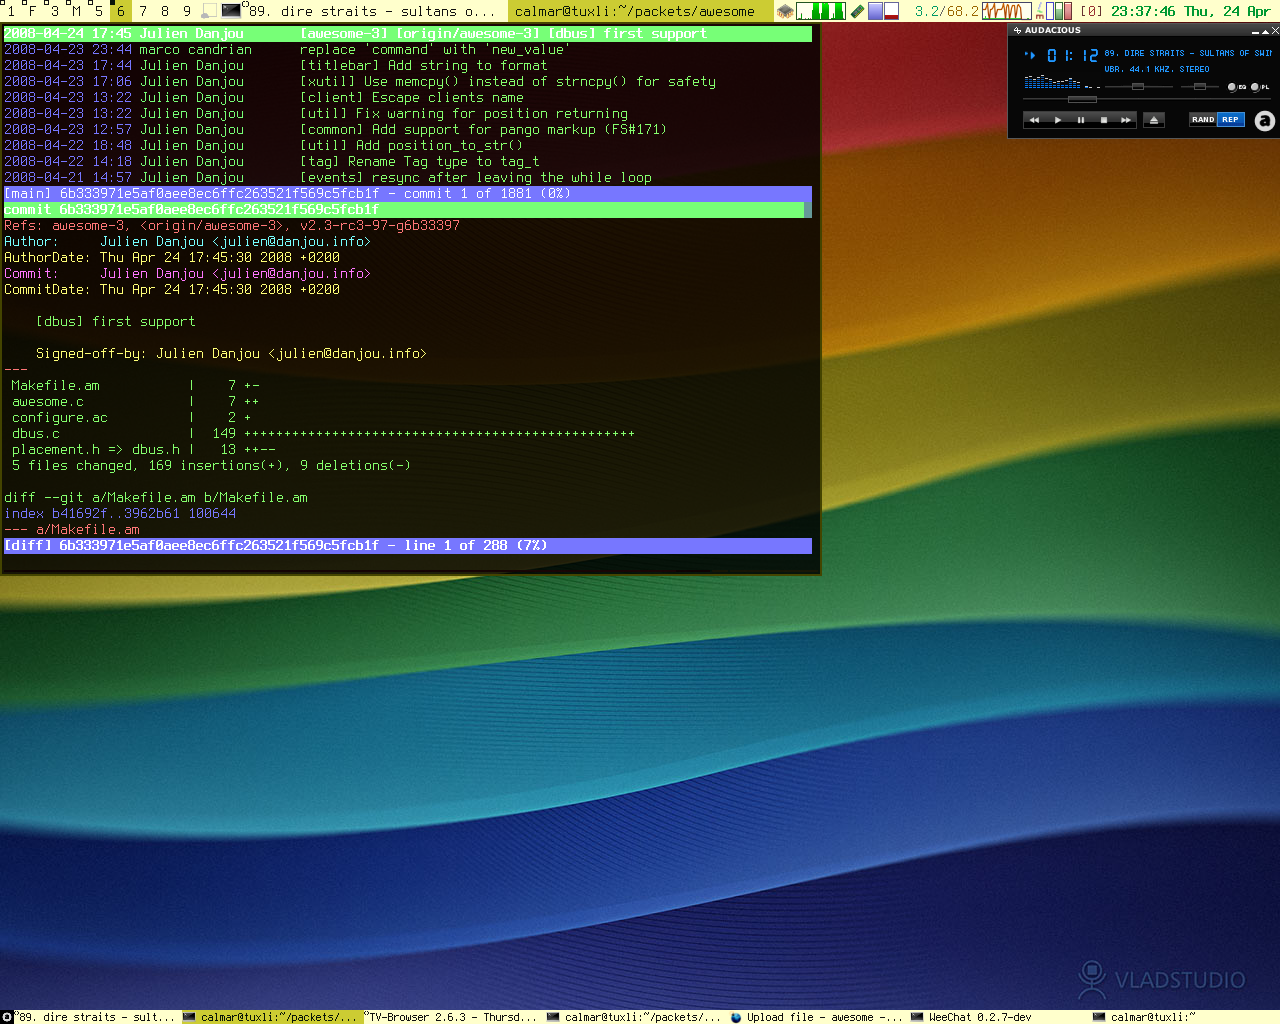 1 F 3 M 5 6 7 8 9 °89. dire straits - sultans o... calmar@tuxli:~/packets/awesome 3.2/68.2 [0] 23:37:46 Thu, 24 Apr
2008-04-24 17:45 Julien Danjou [awesome-3] [origin/awesome-3] [dbus] first support
2008-04-23 23:44 marco candrian replace 'command' with 'new_value'
2008-04-23 17:44 Julien Danjou [titlebar] Add string to format
2008-04-23 17:06 Julien Danjou [xutil] Use memcpy() instead of strncpy() for safety
2008-04-23 13:22 Julien Danjou [client] Escape clients name
2008-04-23 13:22 Julien Danjou [util] Fix warning for position returning
2008-04-23 12:57 Julien Danjou [common] Add support for pango markup (FS#171)
2008-04-22 18:48 Julien Danjou [util] Add position_to_str()
2008-04-22 14:18 Julien Danjou [tag] Rename Tag type to tag_t
2008-04-21 14:57 Julien Danjou [events] resync after leaving the while loop
[main] 6b333971e5af0aee8ec6ffc263521f569c5fcb1f - commit 1 of 1881 (0%)
commit 6b333971e5af0aee8ec6ffc263521f569c5fcb1f
Refs: awesome-3, <origin/awesome-3>, v2.3-rc3-97-g6b33397
Author: Julien Danjou <julien@danjou.info>
AuthorDate: Thu Apr 24 17:45:30 2008 +0200
Commit: Julien Danjou <julien@danjou.info>
CommitDate: Thu Apr 24 17:45:30 2008 +0200
[dbus] first support
Signed-off-by: Julien Danjou <julien@danjou.info>
---
Makefile.am | 7 +-
awesome.c | 7 ++
configure.ac | 2 +
dbus.c | 149 +++++++++++++++++++++++++++++++++++++++++++++++++
placement.h => dbus.h | 13 ++--
5 files changed, 169 insertions(+), 9 deletions(-)
diff --git a/Makefile.am b/Makefile.am
index b41692f..3962b61 100644
--- a/Makefile.am
[diff] 6b333971e5af0aee8ec6ffc263521f569c5fcb1f - line 1 of 288 (7%)
AUDACIOUS
01:12 89. DIRE STRAITS - SULTANS OF SWIN
VBR, 44.1 KHZ, STEREO
EQ PL
RAND REP a
VLADSTUDIO
°89. dire straits - sult... calmar@tuxli:~/packets/... °TV-Browser 2.6.3 - Thursd... calmar@tuxli:~/packets/... Upload file - awesome -... WeeChat 0.2.7-dev calmar@tuxli:~